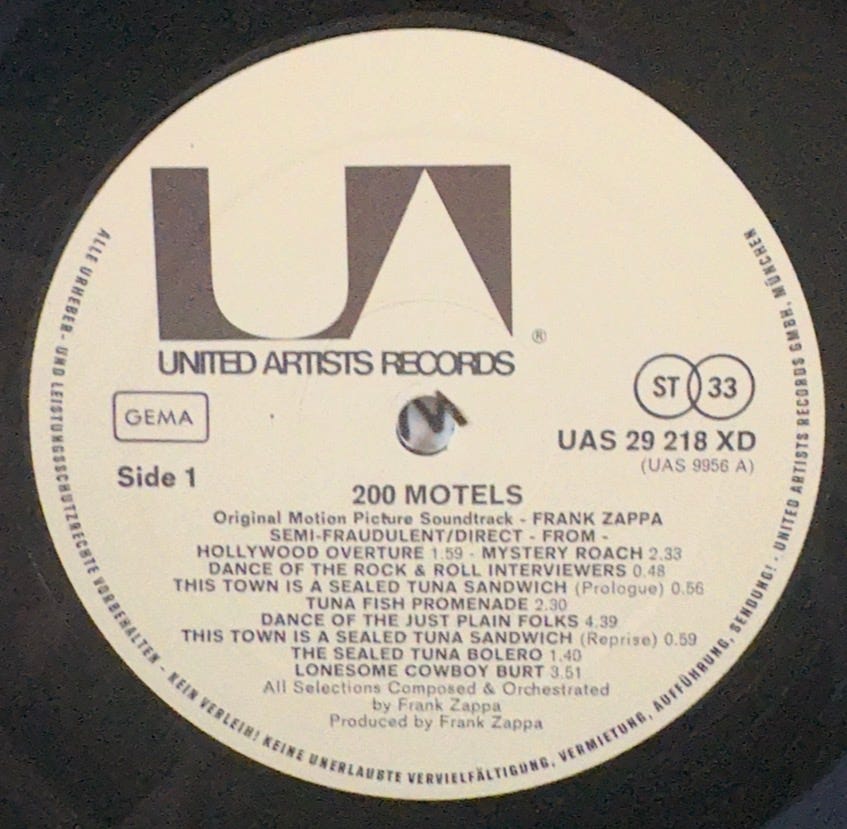 UA
®
UNITED ARTISTS RECORDS
GEMA
ST 33
UAS 29 218 XD
(UAS 9956 A)
Side 1
200 MOTELS
Original Motion Picture Soundtrack - FRANK ZAPPA
SEMI-FRAUDULENT/DIRECT - FROM -
HOLLYWOOD OVERTURE 1.59 - MYSTERY ROACH 2.33
DANCE OF THE ROCK & ROLL INTERVIEWERS 0.48
THIS TOWN IS A SEALED TUNA SANDWICH (Prologue) 0.56
TUNA FISH PROMENADE 2.30
DANCE OF THE JUST PLAIN FOLKS 4.39
THIS TOWN IS A SEALED TUNA SANDWICH (Reprise) 0.59
THE SEALED TUNA BOLERO 1.40
LONESOME COWBOY BURT 3.51
All Selections Composed & Orchestrated
by Frank Zappa
Produced by Frank Zappa
ALLE URHEBER- UND LEISTUNGSSCHUTZRECHTE VORBEHALTEN - KEIN VERLEIH! KEINE UNERLAUBTE VERVIELFÄLTIGUNG, VERMIETUNG, AUFFÜHRUNG, SENDUNG! - UNITED ARTISTS RECORDS GMBH, MÜNCHEN